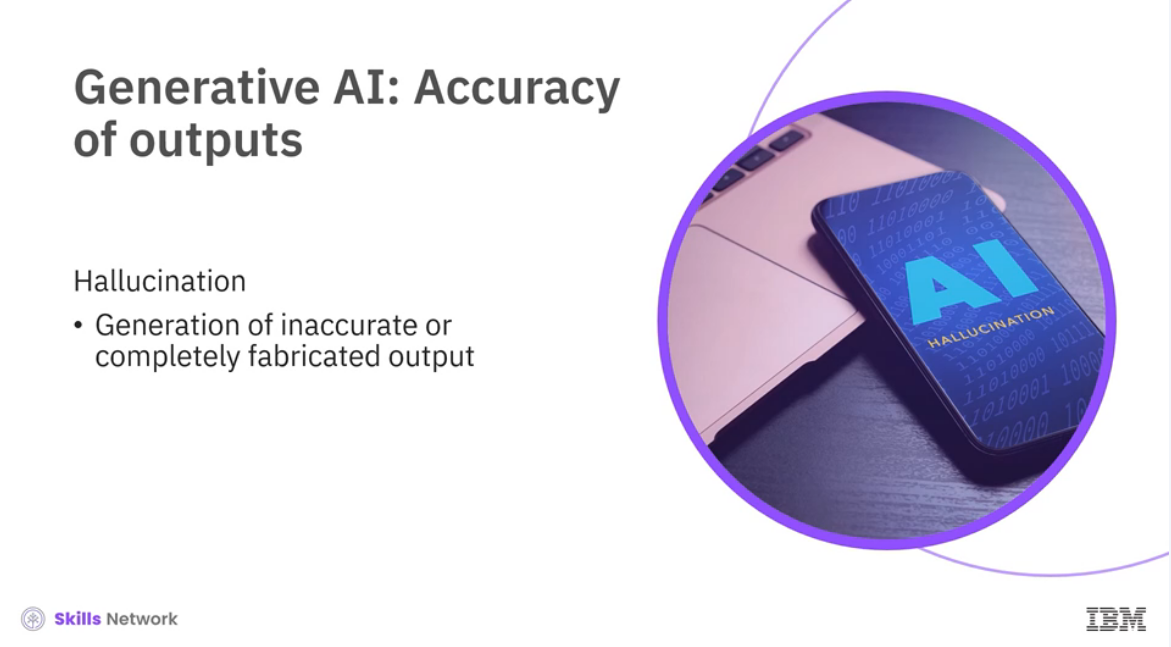 Generative AI: Accuracy
of outputs
Hallucination
• Generation of inaccurate or
completely fabricated output
AI
HALLUCINATION
Skills Network
IBM